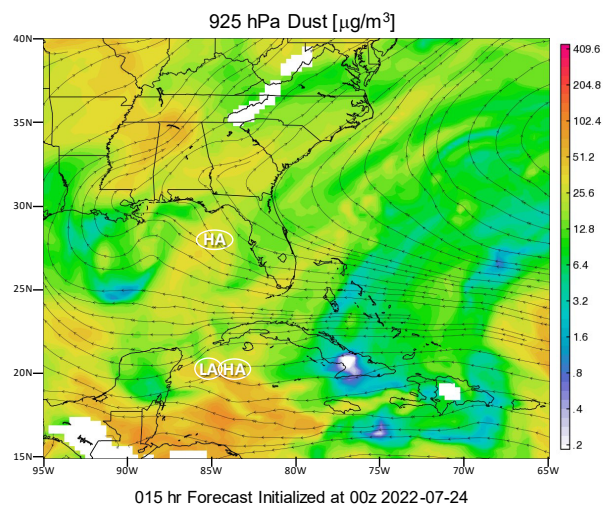 925 hPa Dust [μg/m³]
40N
35N
30N
25N
20N
15N
HA
LA HA
95W 90W 85W 80W 75W 70W 65W
409.6
204.8
102.4
51.2
25.6
12.8
6.4
3.2
1.6
.8
.4
.2
015 hr Forecast Initialized at 00z 2022-07-24